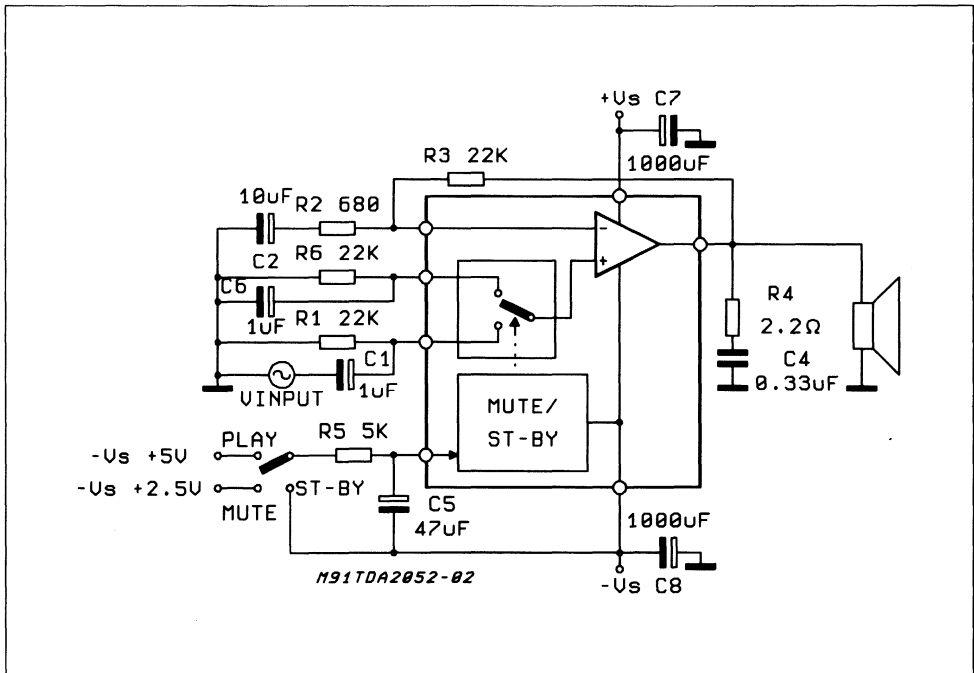 +Vs C7
1000uF
R3 22K
10uF
R2 680
C2
R6 22K
C6
1uF
R1 22K
C1
1uF
VINPUT
-
+
MUTE/
ST-BY
R4
2.2Ω
C4
0.33uF
PLAY
-Vs +5V
-Vs +2.5V
MUTE
ST-BY
R5 5K
C5
47uF
1000uF
-Vs C8
M91TDA2052-02